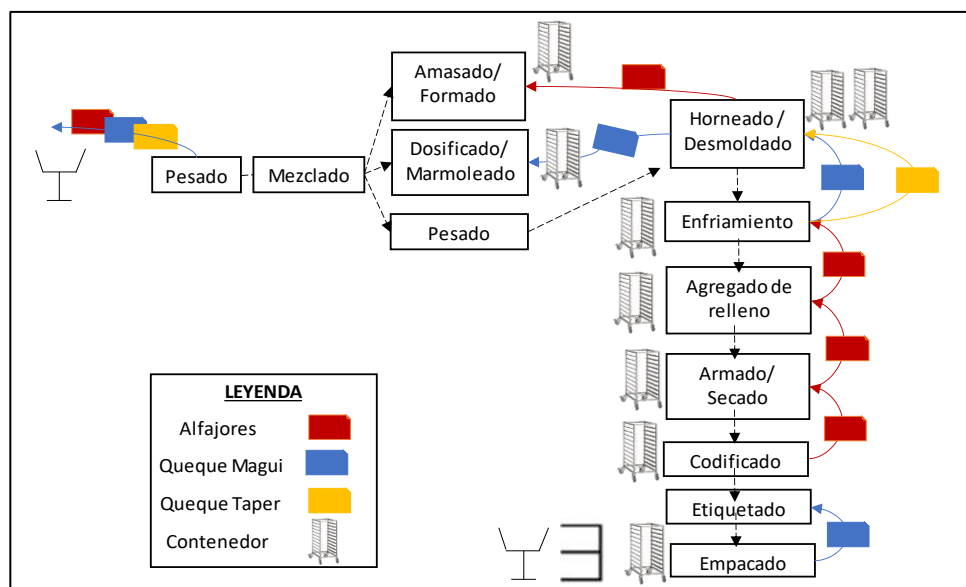 Amasado/
Formado
Horneado /
Desmoldado
Dosificado/
Marmoleado
Pesado
Mezclado
Pesado
Enfriamiento
Agregado de
relleno
Armado/
Secado
Codificado
Etiquetado
Empacado
LEYENDA
Alfajores
Queque Magui
Queque Taper
Contenedor